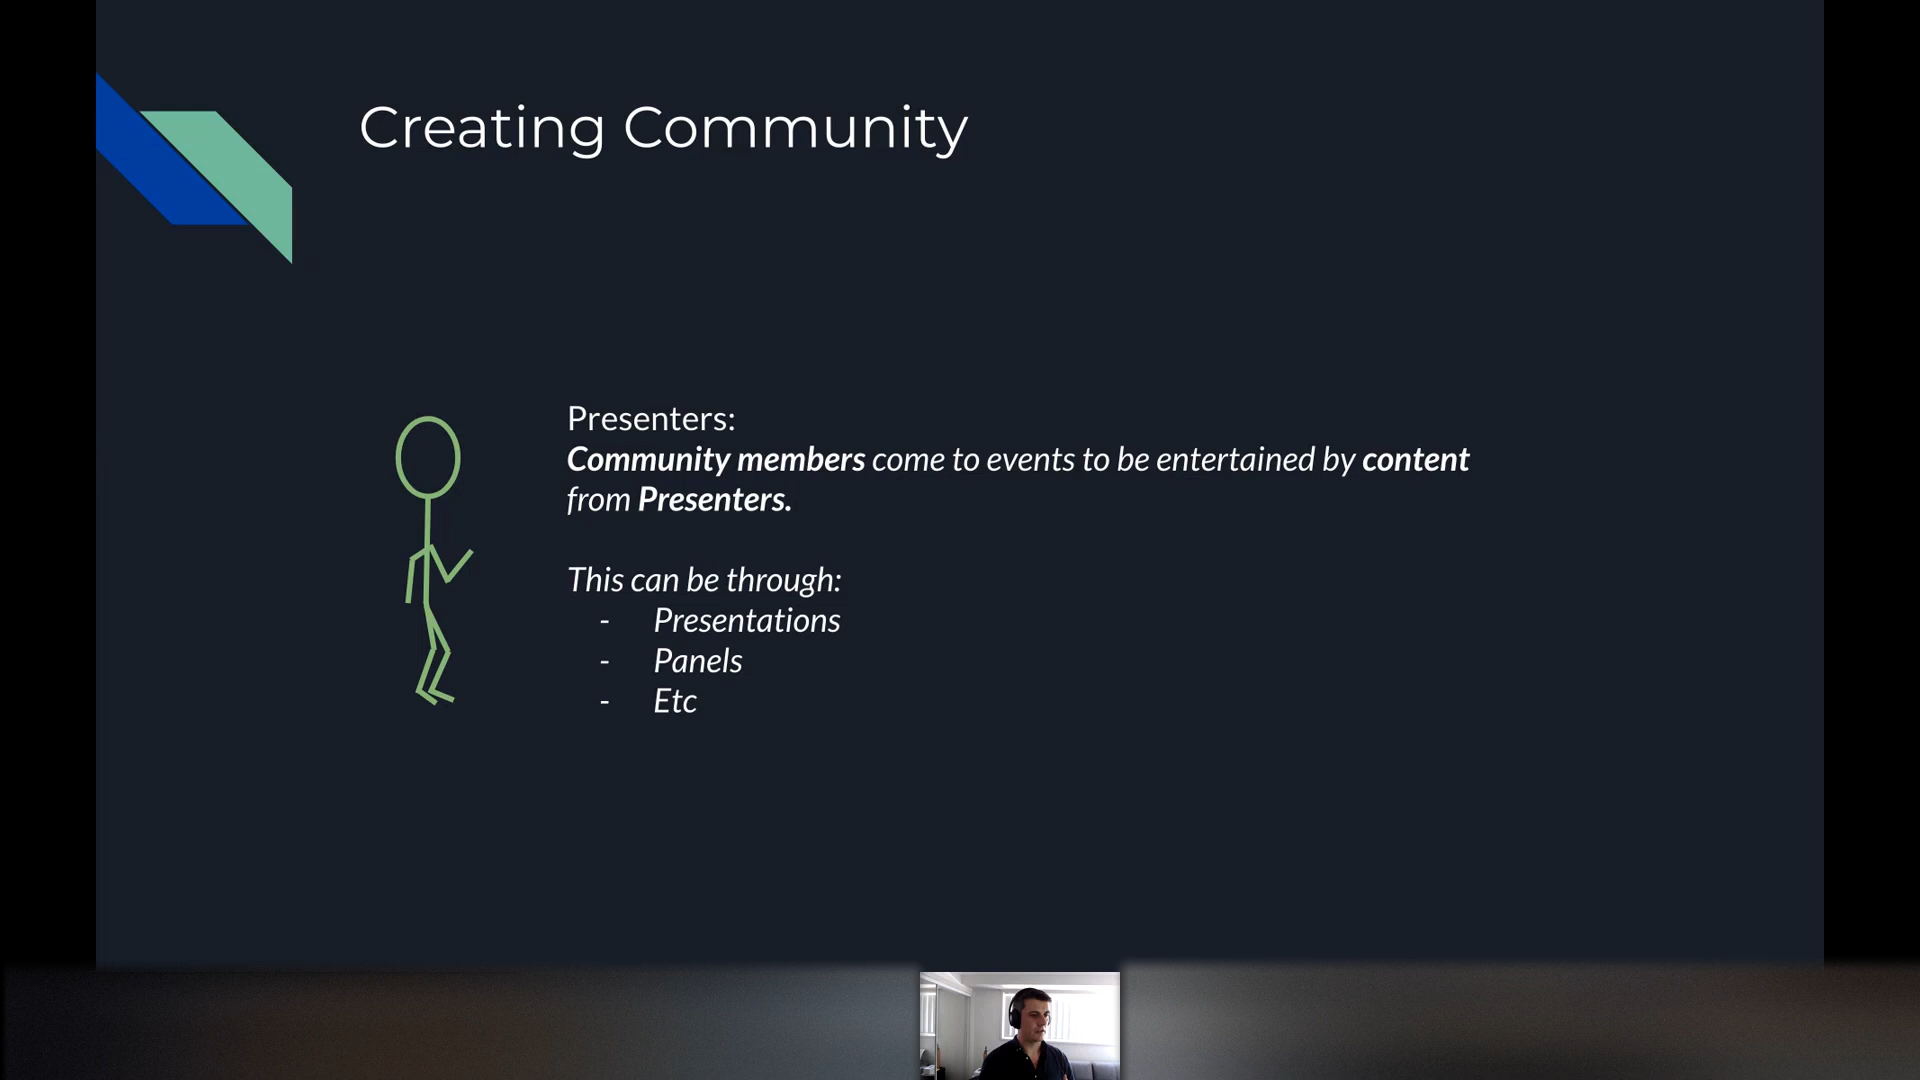 Creating Community
Presenters:
Community members come to events to be entertained by content
from Presenters.
This can be through:
- Presentations
- Panels
- Etc